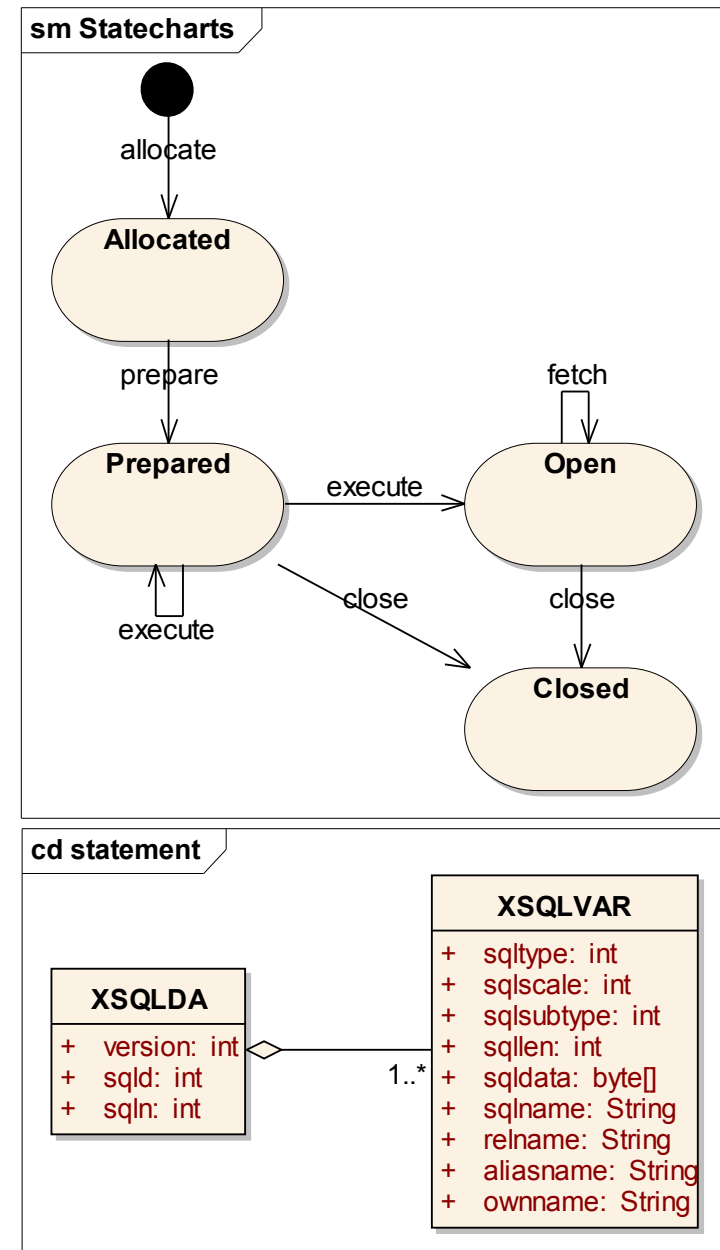 sm Statecharts
allocate
Allocated
prepare
fetch
Prepared
Open
execute
close
close
execute
Closed
cd statement
XSQLVAR
+ sqltype: int
+ sqlscale: int
+ sqlsubtype: int
+ sqllen: int
+ sqldata: byte[]
+ sqlname: String
+ relname: String
+ aliasname: String
+ ownname: String
XSQLDA
+ version: int
+ sqld: int
+ sqln: int
1..*